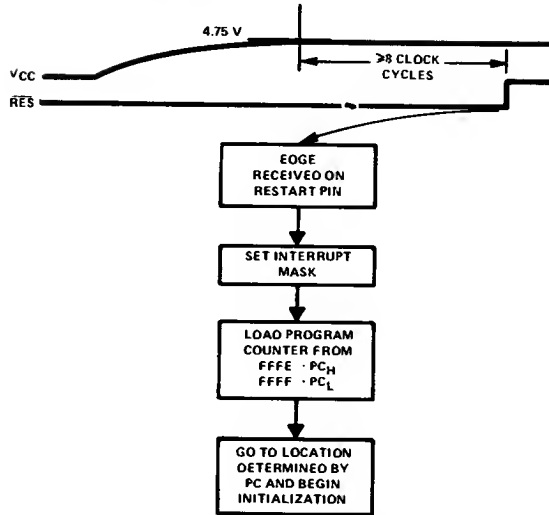 4.75 V
≥8 CLOCK
CYCLES
VCC
RES
EOGE
RECEIVED ON
RESTART PIN
SET INTERRUPT
MASK
LOAD PROGRAM
COUNTER FROM
FFFE · PCH
FFFF · PCL
GO TO LOCATION
DETERMINED BY
PC AND BEGIN
INITIALIZATION